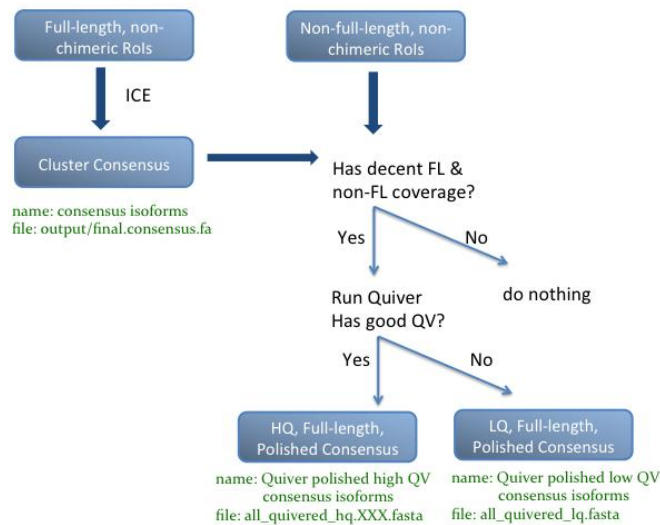 Full-length, non-
chimeric RoIs
Non-full-length, non-
chimeric RoIs
ICE
Cluster Consensus
name: consensus isoforms
file: output/final.consensus.fa
Has decent FL &
non-FL coverage?
Yes
No
Run Quiver
Has good QV?
do nothing
Yes
No
HQ, Full-length,
Polished Consensus
name: Quiver polished high QV
consensus isoforms
file: all_quivered_hq.XXX.fasta
LQ, Full-length,
Polished Consensus
name: Quiver polished low QV
consensus isoforms
file: all_quivered_lq.fasta